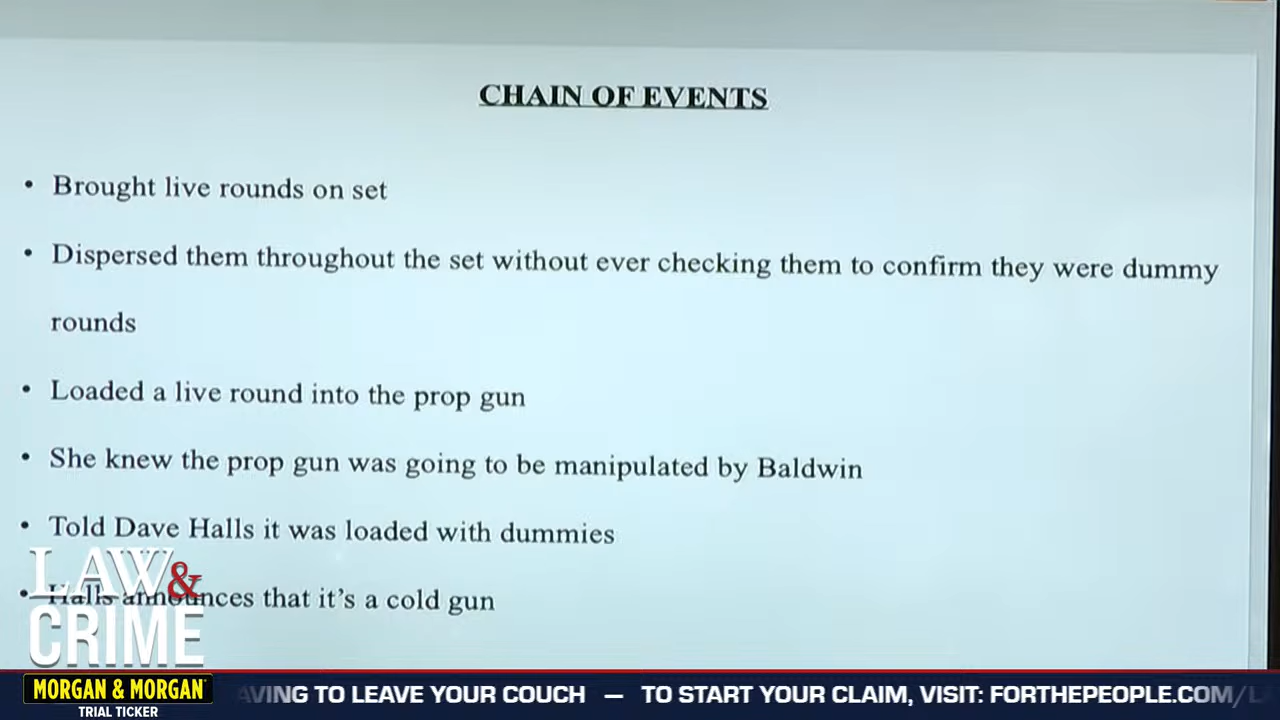 CHAIN OF EVENTS
• Brought live rounds on set
• Dispersed them throughout the set without ever checking them to confirm they were dummy
rounds
• Loaded a live round into the prop gun
• She knew the prop gun was going to be manipulated by Baldwin
• Told Dave Halls it was loaded with dummies
• Halls announces that it's a cold gun
LAW&
CRIME
MORGAN & MORGAN
TRIAL TICKER
AVING TO LEAVE YOUR COUCH — TO START YOUR CLAIM, VISIT: FORTHEPEOPLE.COM/L